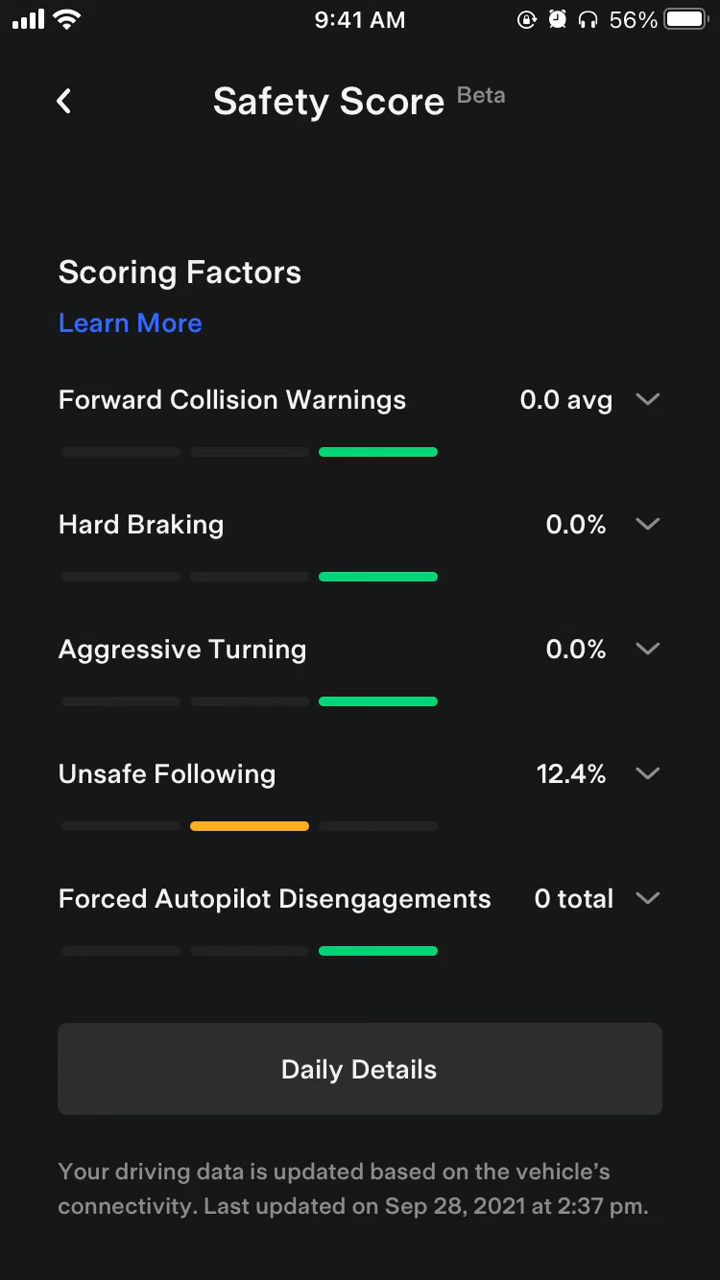 9:41 AM 56%
Safety Score Beta
Scoring Factors
Learn More
Forward Collision Warnings 0.0 avg
Hard Braking 0.0%
Aggressive Turning 0.0%
Unsafe Following 12.4%
Forced Autopilot Disengagements 0 total
Daily Details
Your driving data is updated based on the vehicle’s
connectivity. Last updated on Sep 28, 2021 at 2:37 pm.